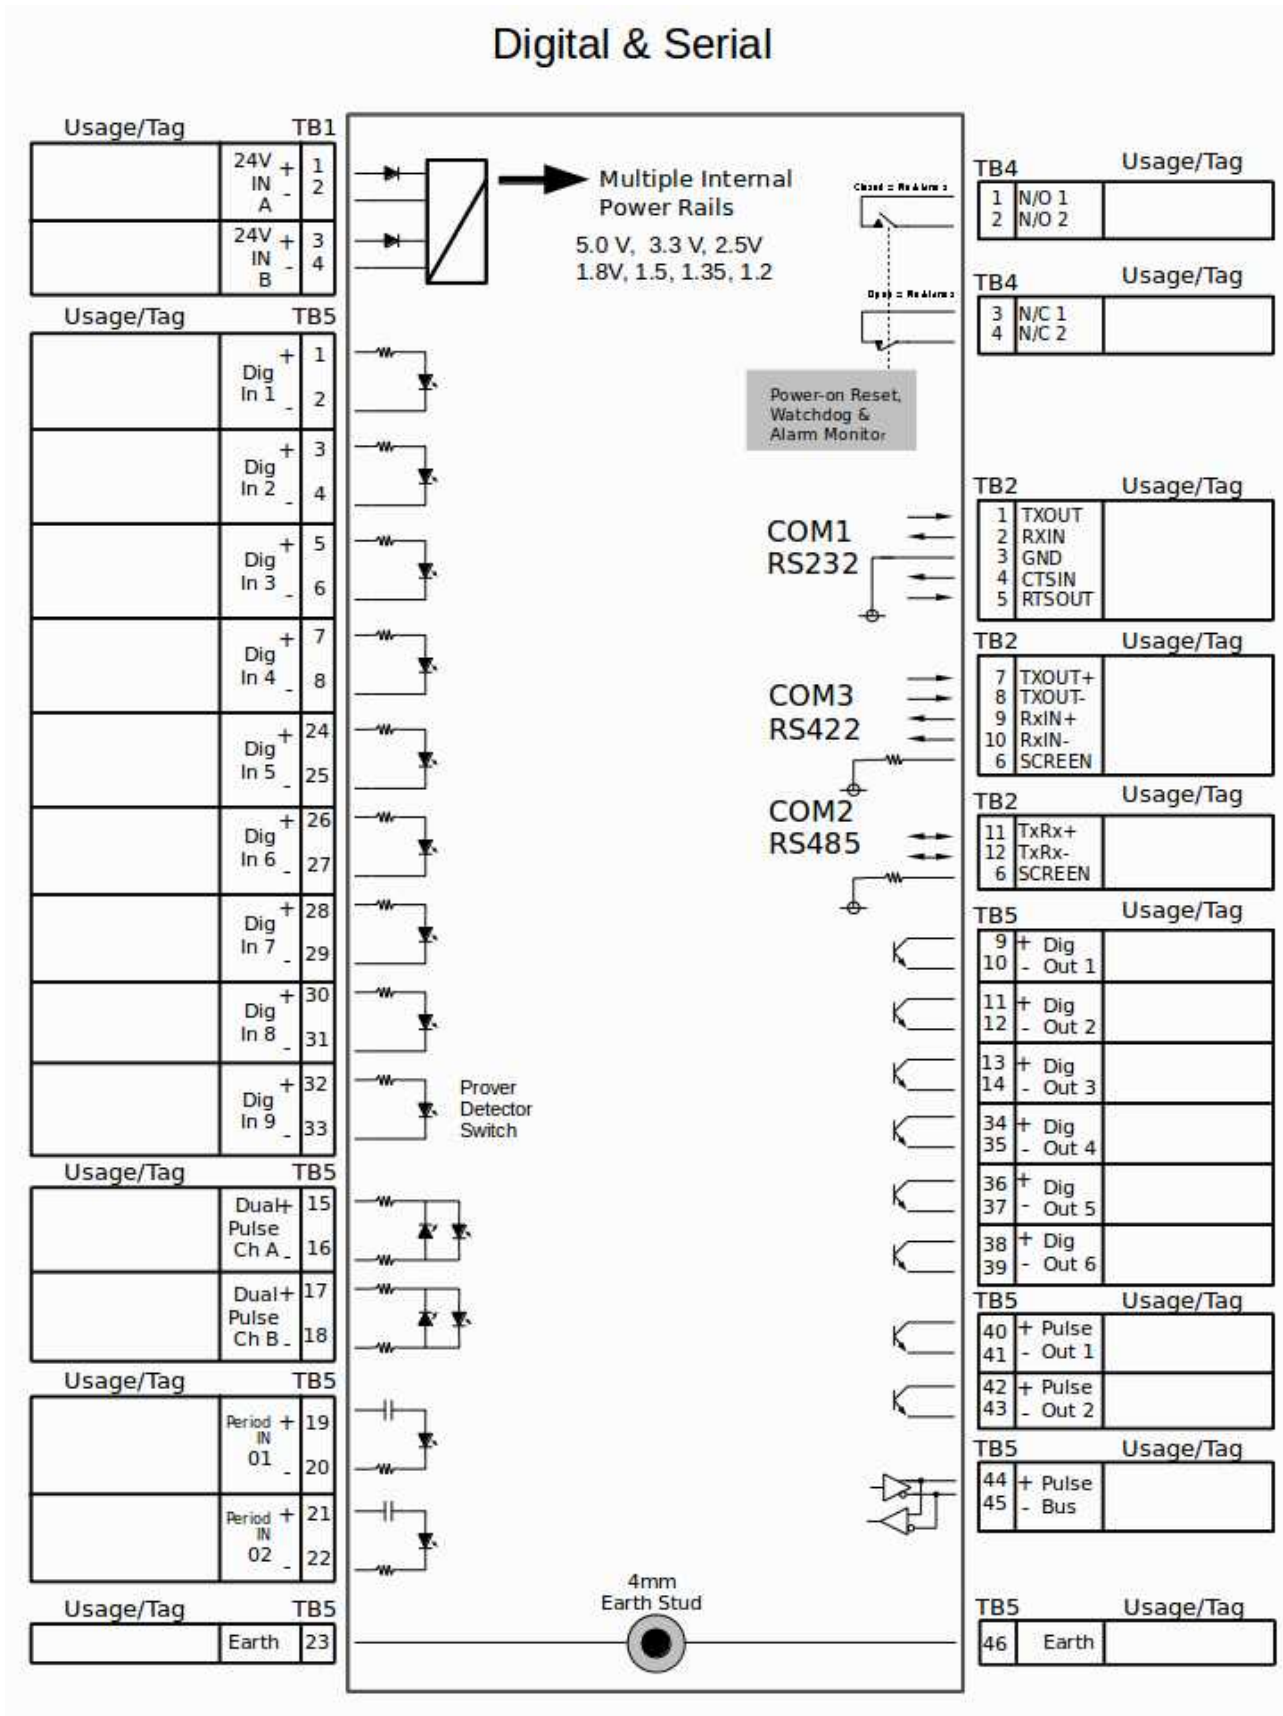 Digital & Serial
Usage/Tag TB1
24V IN A + 1
- 2
24V IN B + 3
- 4
Usage/Tag TB5
Dig In 1 + 1
- 2
Dig In 2 + 3
- 4
Dig In 3 + 5
- 6
Dig In 4 + 7
- 8
Dig In 5 + 24
- 25
Dig In 6 + 26
- 27
Dig In 7 + 28
- 29
Dig In 8 + 30
- 31
Dig In 9 + 32
- 33
Usage/Tag TB5
Dual Pulse Ch A + 15
- 16
Dual Pulse Ch B + 17
- 18
Usage/Tag TB5
Period IN 01 + 19
- 20
Period IN 02 + 21
- 22
Usage/Tag TB5
Earth 23
Multiple Internal
Power Rails
5.0 V, 3.3 V, 2.5V
1.8V, 1.5, 1.35, 1.2
Prover
Detector
Switch
Closed = No Alarms
Open = No Alarms
Power-on Reset,
Watchdog &
Alarm Monitor
COM1
RS232
COM3
RS422
COM2
RS485
4mm
Earth Stud
TB4 Usage/Tag
1 N/O 1
2 N/O 2
TB4 Usage/Tag
3 N/C 1
4 N/C 2
TB2 Usage/Tag
1 TXOUT
2 RXIN
3 GND
4 CTSIN
5 RTSOUT
TB2 Usage/Tag
7 TXOUT+
8 TXOUT-
9 RxIN+
10 RxIN-
6 SCREEN
TB2 Usage/Tag
11 TxRx+
12 TxRx-
6 SCREEN
TB5 Usage/Tag
9 + Dig
10 - Out 1
11 + Dig
12 - Out 2
13 + Dig
14 - Out 3
34 + Dig
35 - Out 4
36 + Dig
37 - Out 5
38 + Dig
39 - Out 6
TB5 Usage/Tag
40 + Pulse
41 - Out 1
42 + Pulse
43 - Out 2
TB5 Usage/Tag
44 + Pulse
45 - Bus
TB5 Usage/Tag
46 Earth